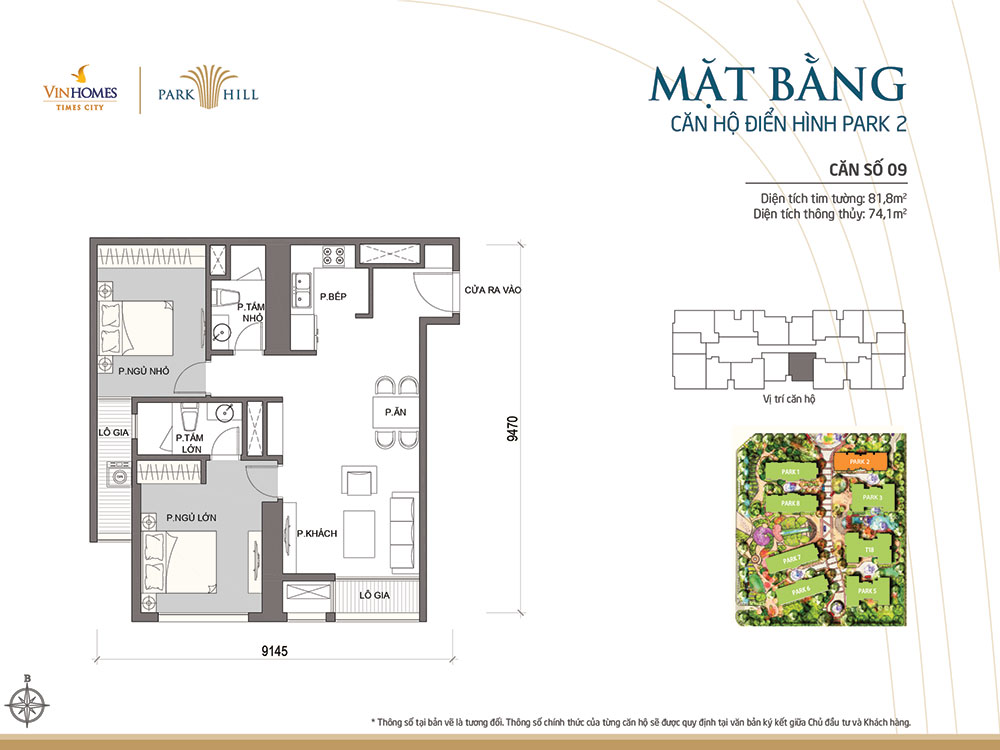 VINHOMES
TIMES CITY
PARK HILL
MẶT BẰNG
CĂN HỘ ĐIỂN HÌNH PARK 2
CĂN SỐ 09
Diện tích tim tường: 81,8m²
Diện tích thông thủy: 74,1m²
CỬA RA VÀO
P.BẾP
P.TẮM
NHỎ
P.NGỦ NHỎ
P.ĂN
LÔ GIA
P.TẮM
LỚN
P.NGỦ LỚN
P.KHÁCH
LÔ GIA
9470
9145
Vị trí căn hộ
PARK 1
PARK 2
PARK 8
PARK 3
PARK 7
T18
PARK 6
PARK 5
B
* Thông số tại bản vẽ là tương đối. Thông số chính thức của từng căn hộ sẽ được quy định tại văn bản ký kết giữa Chủ đầu tư và Khách hàng.